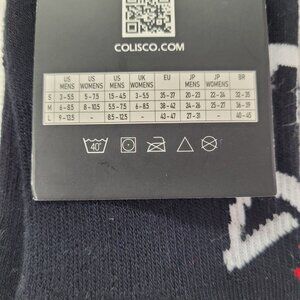 COLISCO.COM
US MENS US WOMENS US MENS UK WOMENS EU JP MENS JP WOMENS BR
S 3-5.5 5-7.5 1.5-4.5 3-5.5 35-37 20-23 22-24 32-35
M 6-8.5 8-10.5 5.5-7.5 6-8.5 38-42 24-26 25-27 36-39
L 9-13.5 - 8.5-12.5 - 43-47 27-31 - 40-45
40°